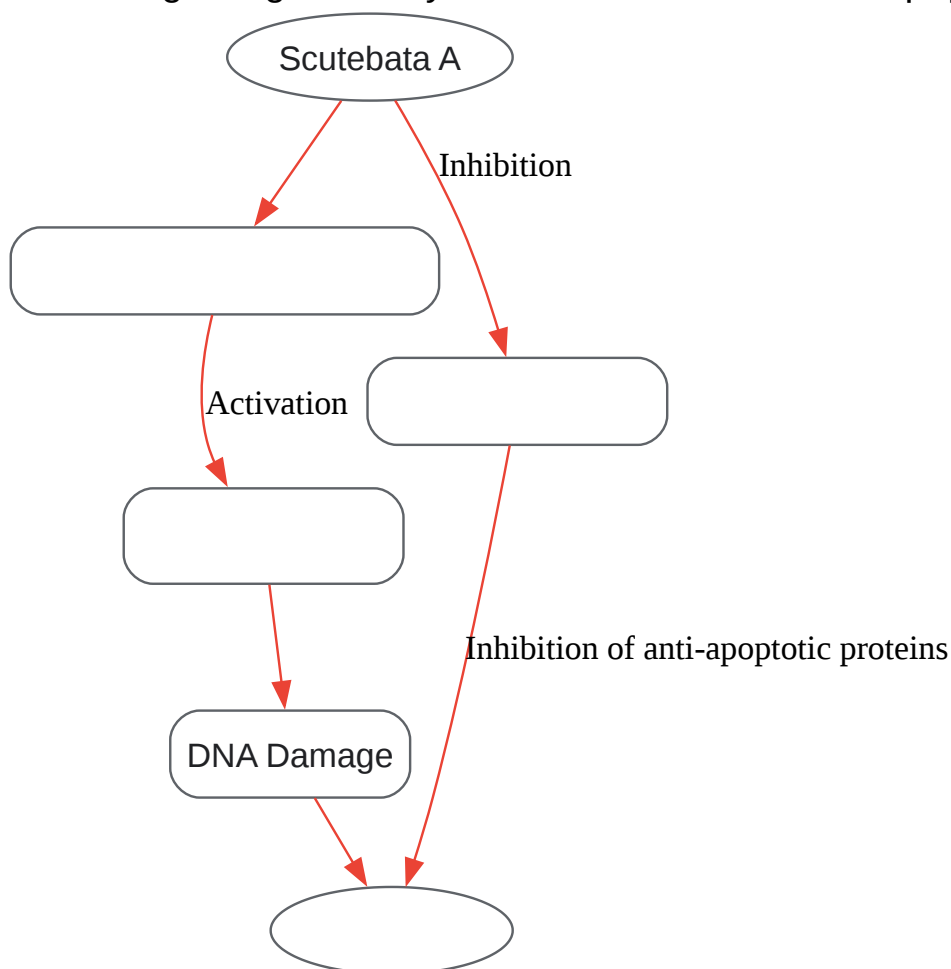 Scutebata A
Inhibition
Activation
Inhibition of anti-apoptotic proteins
DNA Damage